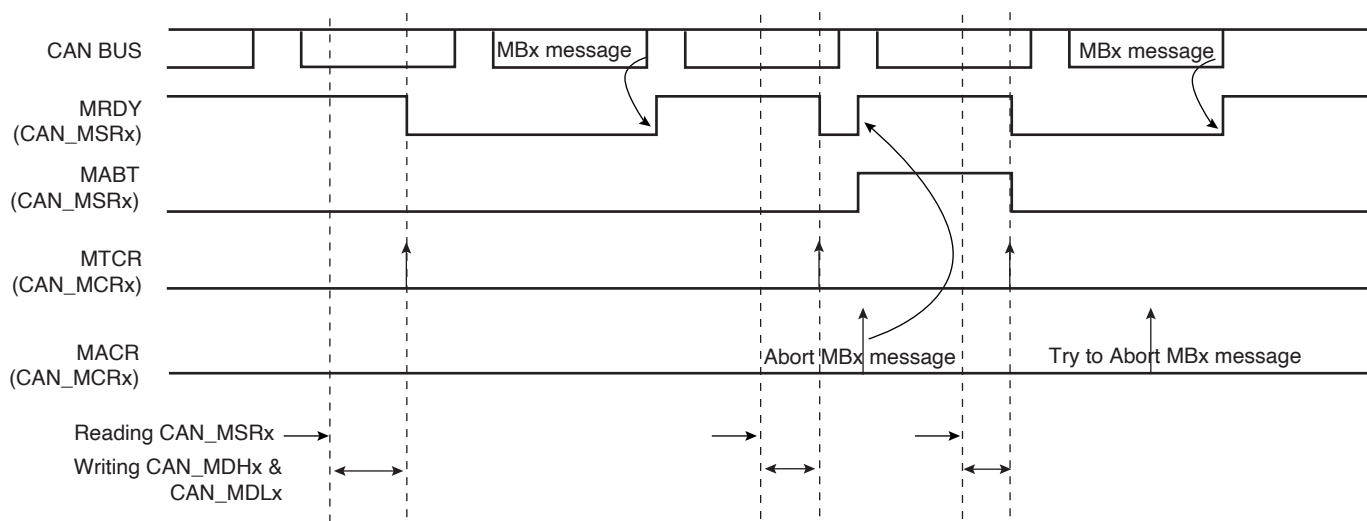 CAN BUS
MBx message
MBx message
MRDY
(CAN_MSRx)
MABT
(CAN_MSRx)
MTCR
(CAN_MCRx)
MACR
(CAN_MCRx)
Abort MBx message
Try to Abort MBx message
Reading CAN_MSRx
Writing CAN_MDHx &
CAN_MDLx